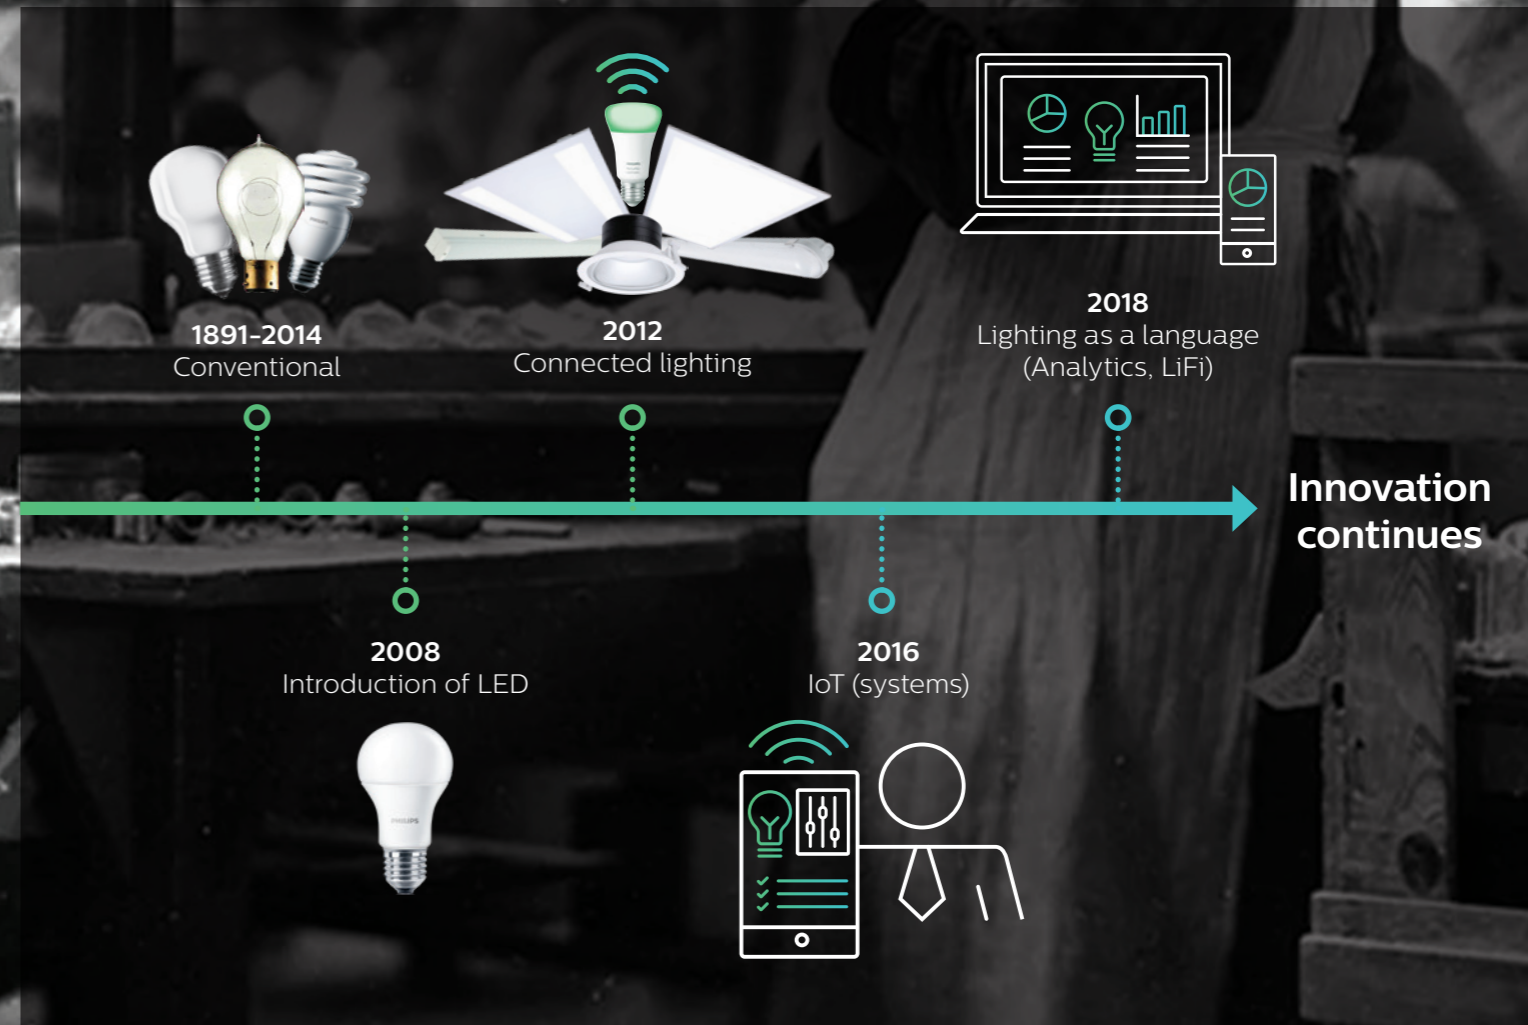 1891-2014
Conventional
2012
Connected lighting
2018
Lighting as a language
(Analytics, LiFi)
Innovation
continues
2008
Introduction of LED
PHILIPS
2016
IoT (systems)